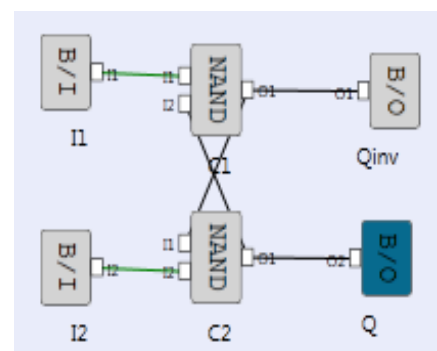 B/I
I1
I1
I1
I2
NAND
C1
O1
O1
B/O
Qinv
B/I
I2
I2
I1
I2
NAND
C2
O1
O2
B/O
Q